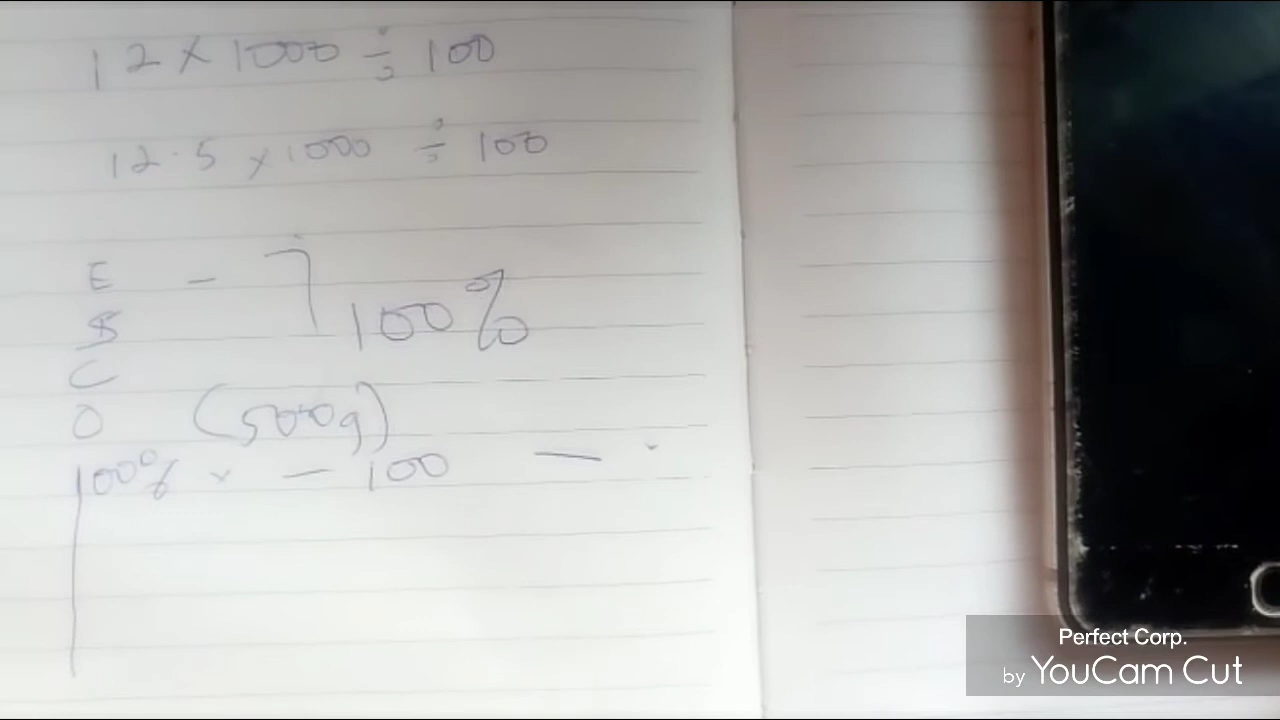 12 x 1000 ÷ 100
12.5 x 1000 ÷ 100
E -
B
100%
C
O (500g)
100% - 100 -
Perfect Corp.
by YouCam Cut